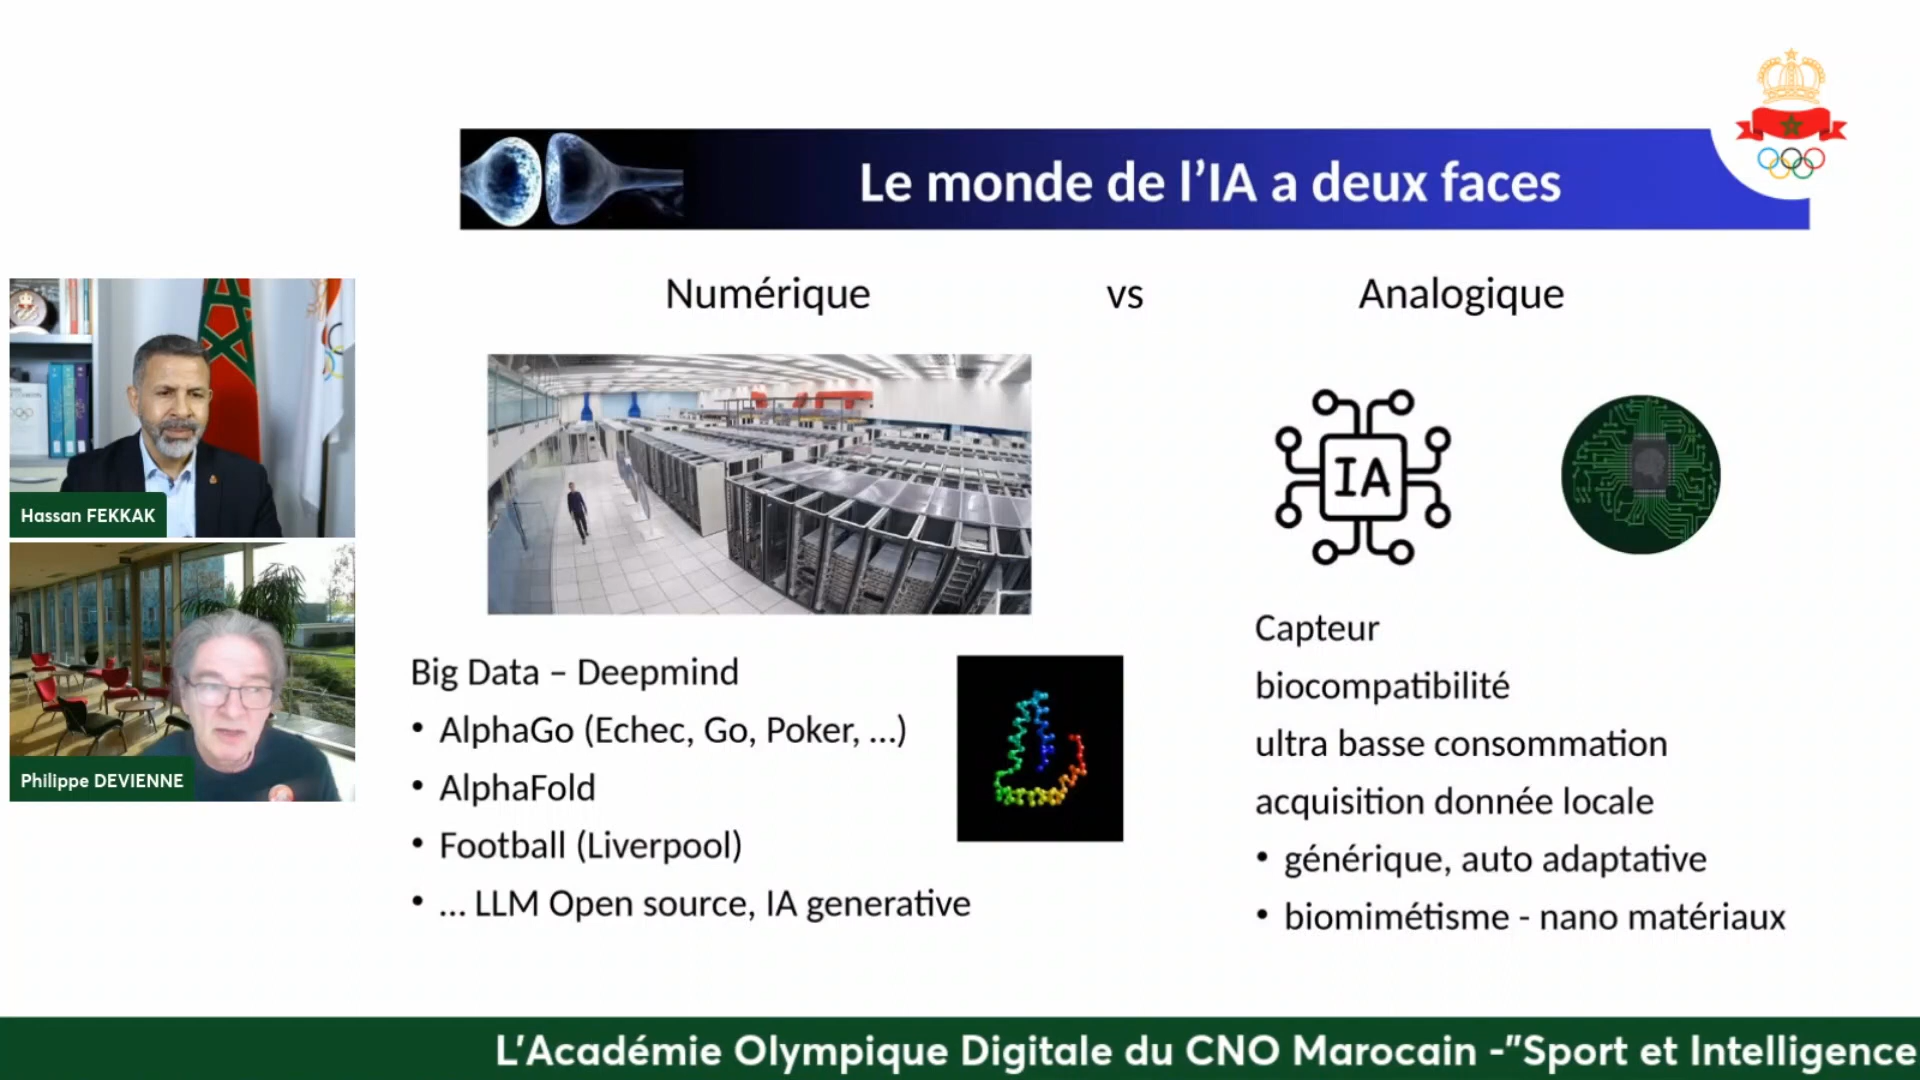 Le monde de l’IA a deux faces
Numérique vs Analogique
IA
Hassan FEKKAK
Philippe DEVIENNE
Big Data – Deepmind
• AlphaGo (Echec, Go, Poker, ...)
• AlphaFold
• Football (Liverpool)
• ... LLM Open source, IA generative
Capteur
biocompatibilité
ultra basse consommation
acquisition donnée locale
• générique, auto adaptative
• biomimétisme - nano matériaux
L’Académie Olympique Digitale du CNO Marocain -”Sport et Intelligence